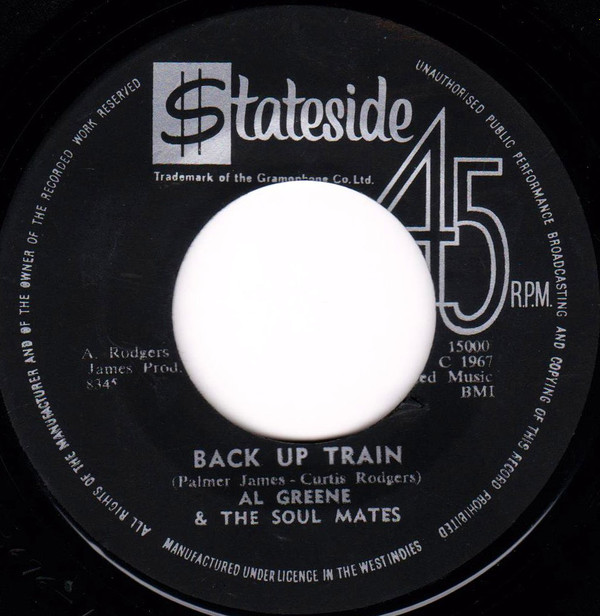 $tateside
Trademark of the Gramophone Co. Ltd.
45
R.P.M.
A. Rodgers
James Prod.
15000
C 1967
ed Music
BMI
BACK UP TRAIN
(Palmer James - Curtis Rodgers)
AL GREENE
& THE SOUL MATES
ALL RIGHTS OF THE MANUFACTURER AND OF THE OWNER OF THE RECORDED WORK RESERVED
UNAUTHORISED PUBLIC PERFORMANCE BROADCASTING AND COPYING OF THIS RECORD PROHIBITED
MANUFACTURED UNDER LICENCE IN THE WEST INDIES